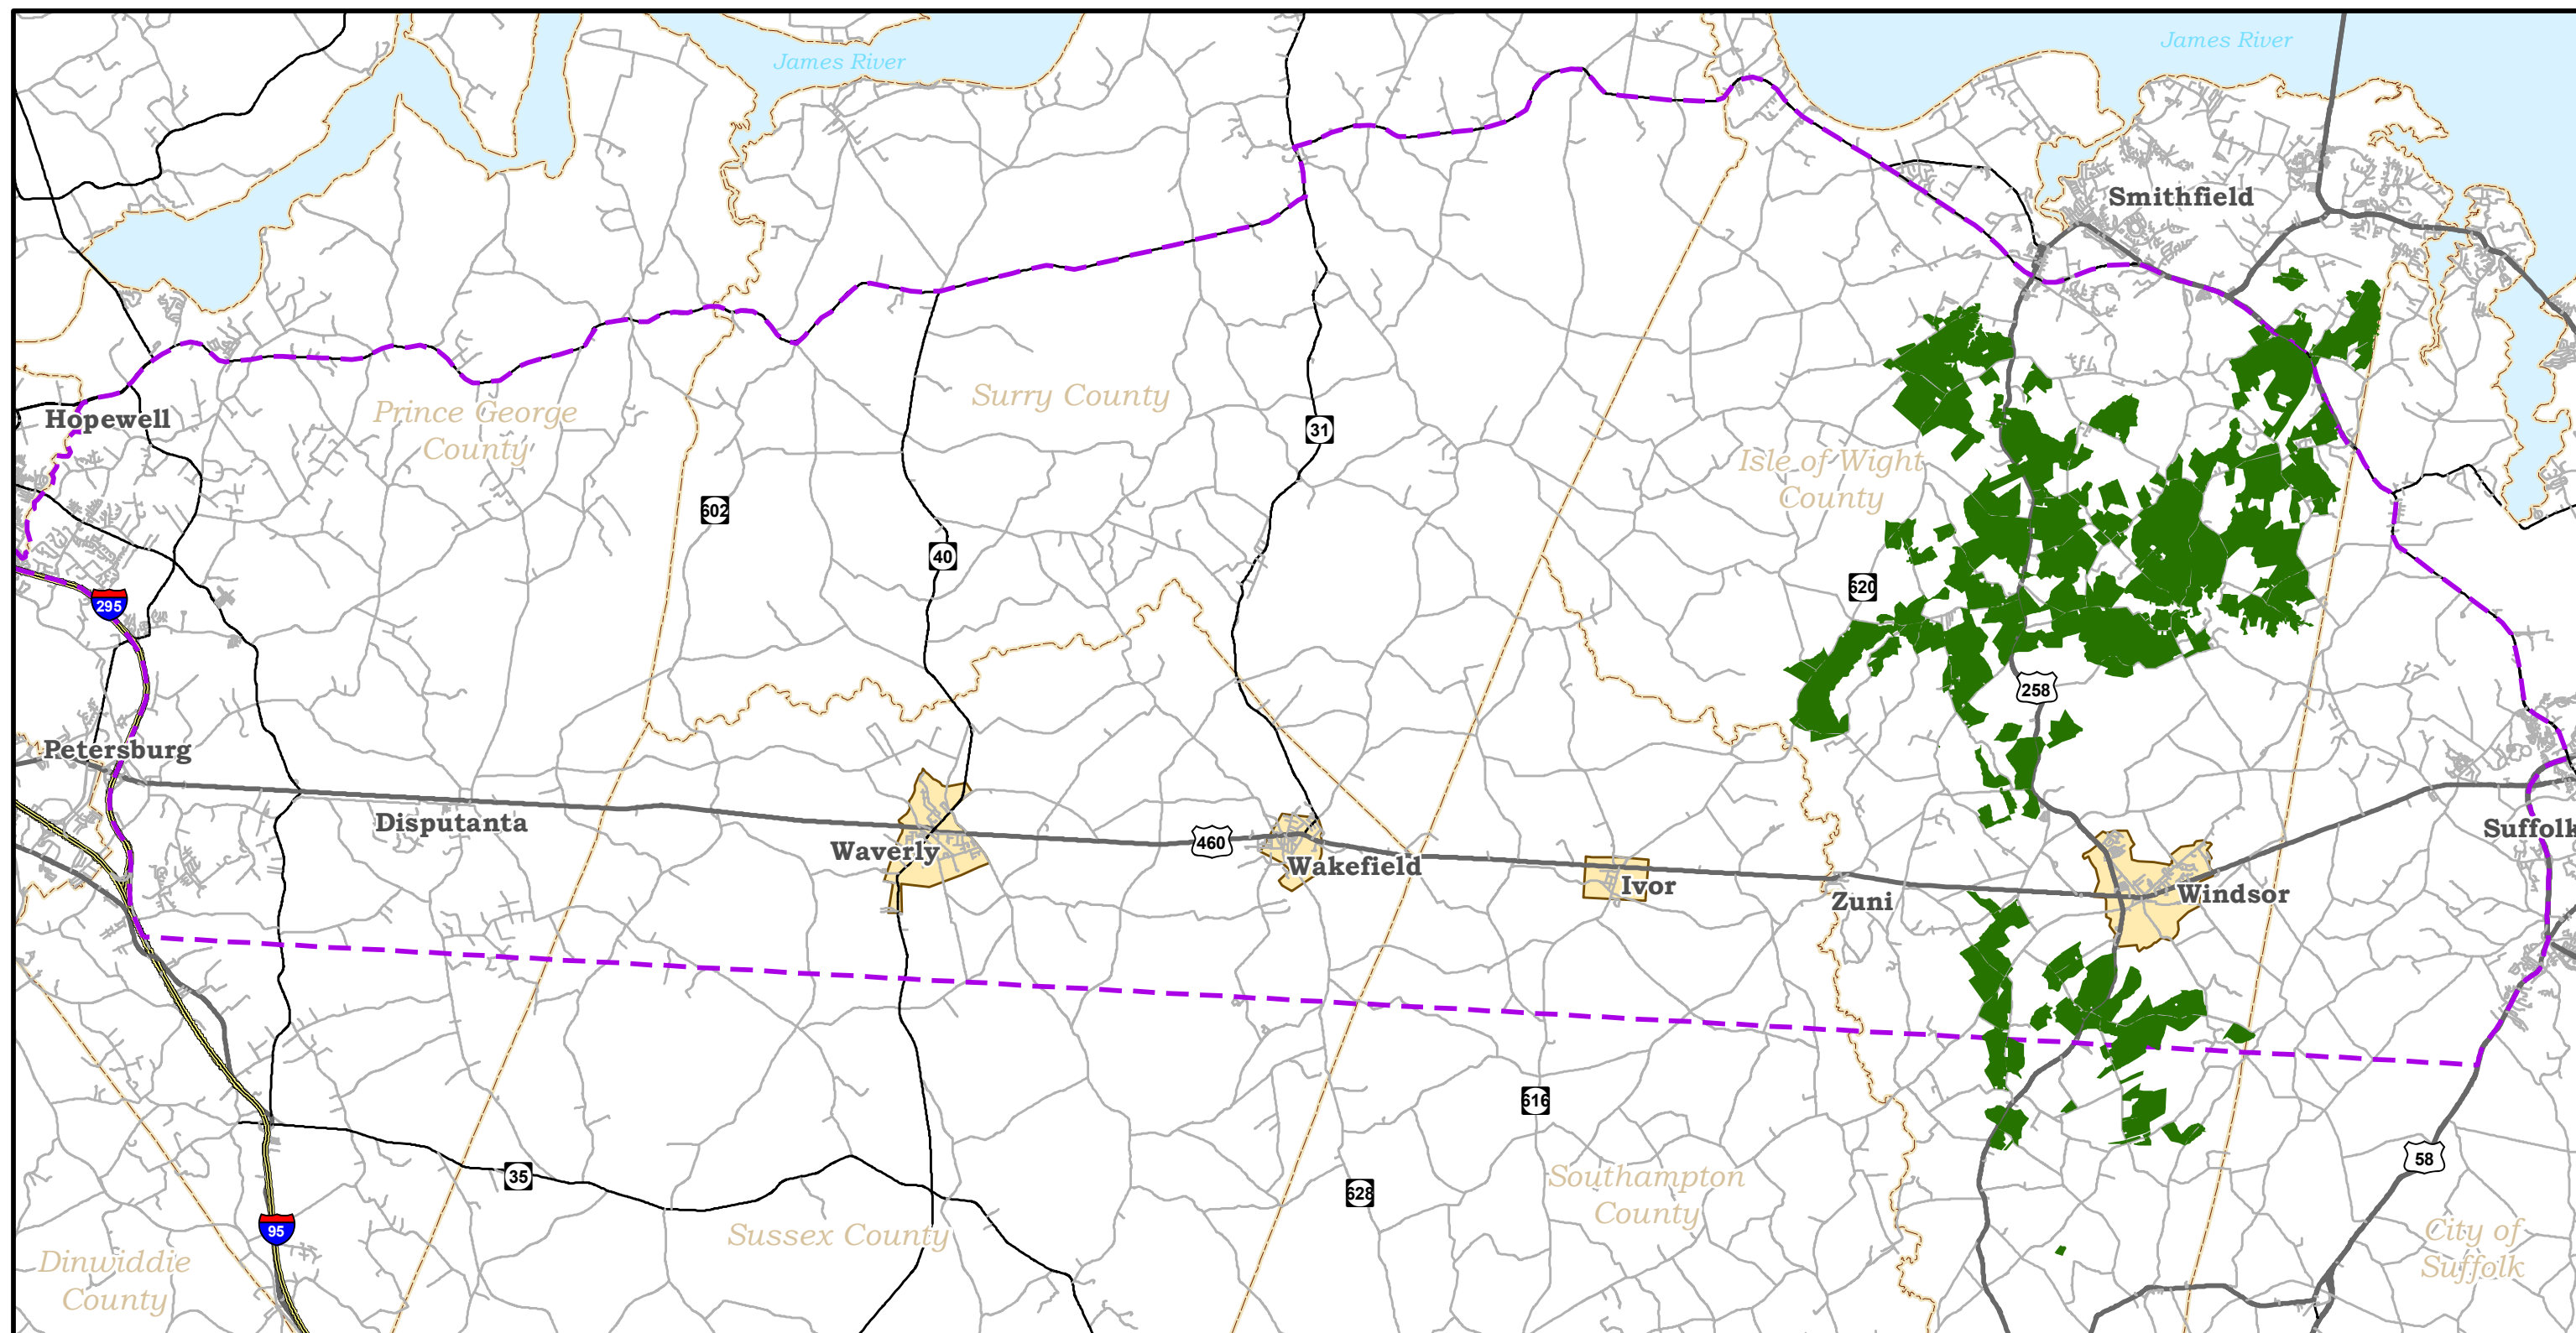 James River
James River
Smithfield
Surry County
Prince George
County
Hopewell
31
Isle of Wight
County
602
40
620
295
258
Petersburg
Disputanta
Waverly
460
Wakefield
Ivor
Zuni
Windsor
Suffolk
616
58
35
628
Southampton
County
95
Sussex County
Dinwiddie
County
City of
Suffolk